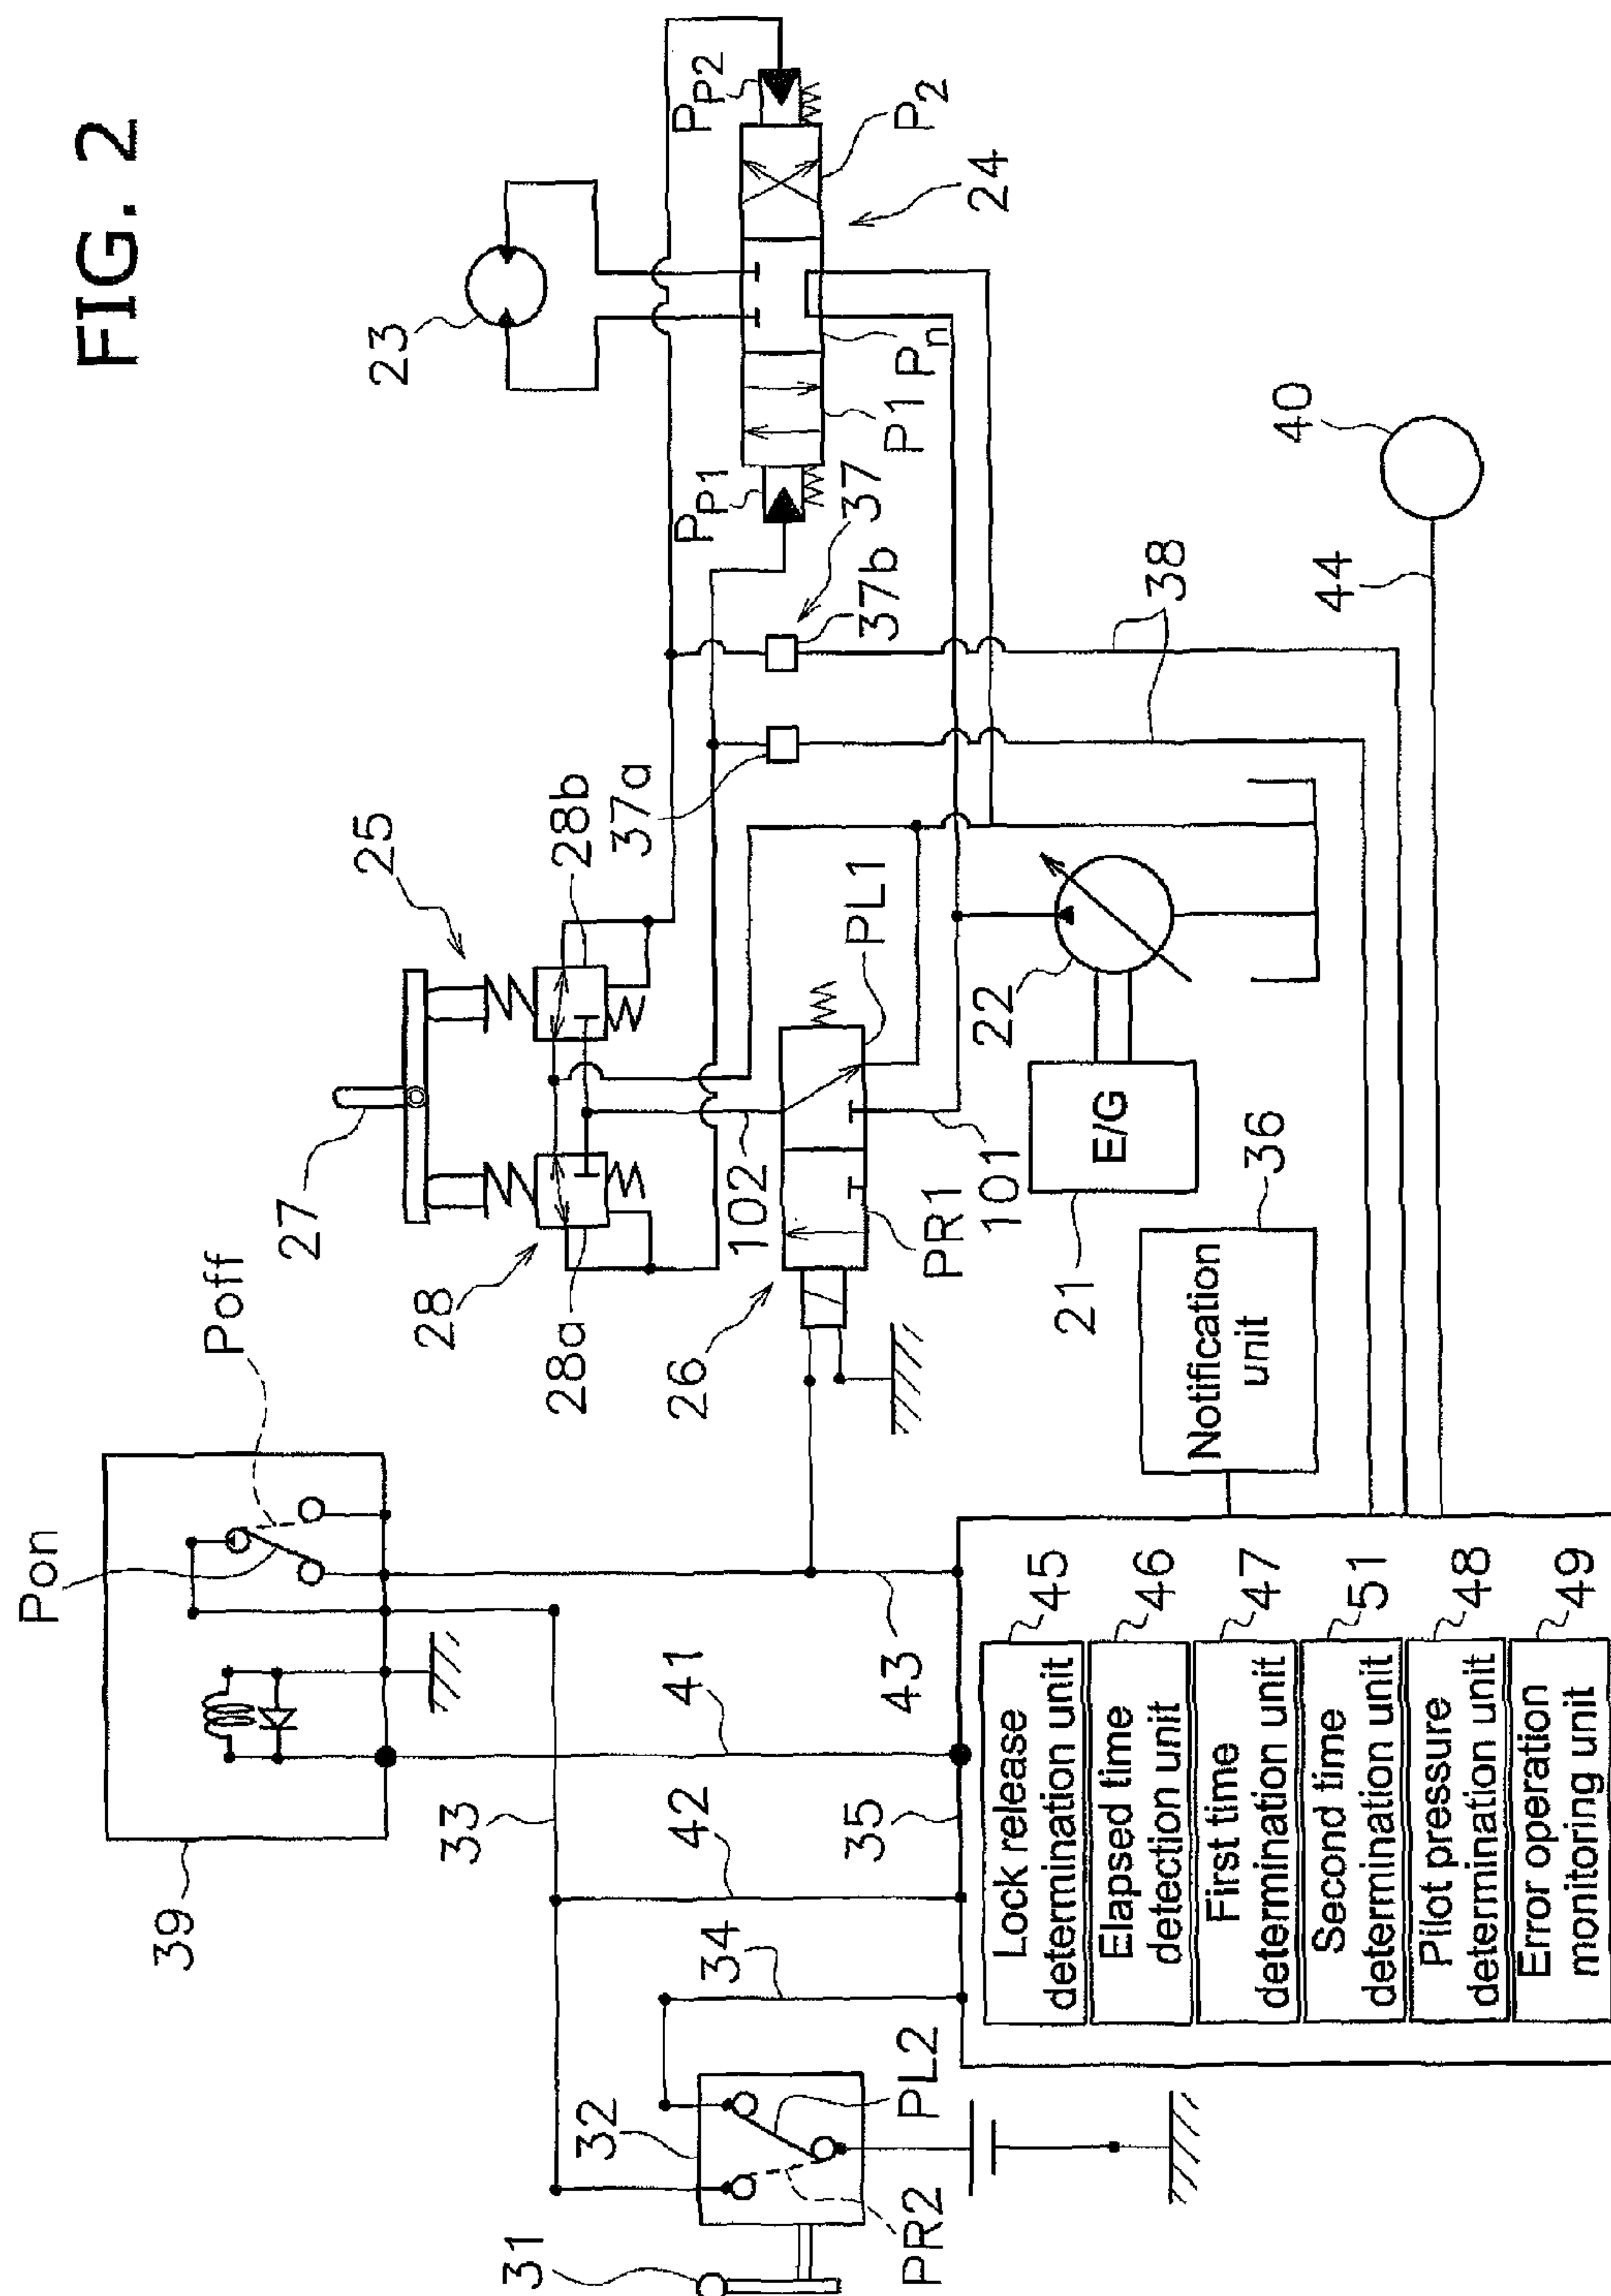 FIG. 2
Pon
Poff
39
33
41
42
43
34
35
31
32
PL2
PR2
27
25
28
28a
28b
26
102
101
PR1
PL1
37a
37b
37
38
23
24
PP1
PP2
P1
Pn
P2
21
22
E/G
36
Notification
unit
40
44
Lock release
determination unit
45
Elapsed time
detection unit
46
First time
determination unit
47
Second time
determination unit
51
Pilot pressure
determination unit
48
Error operation
monitoring unit
49